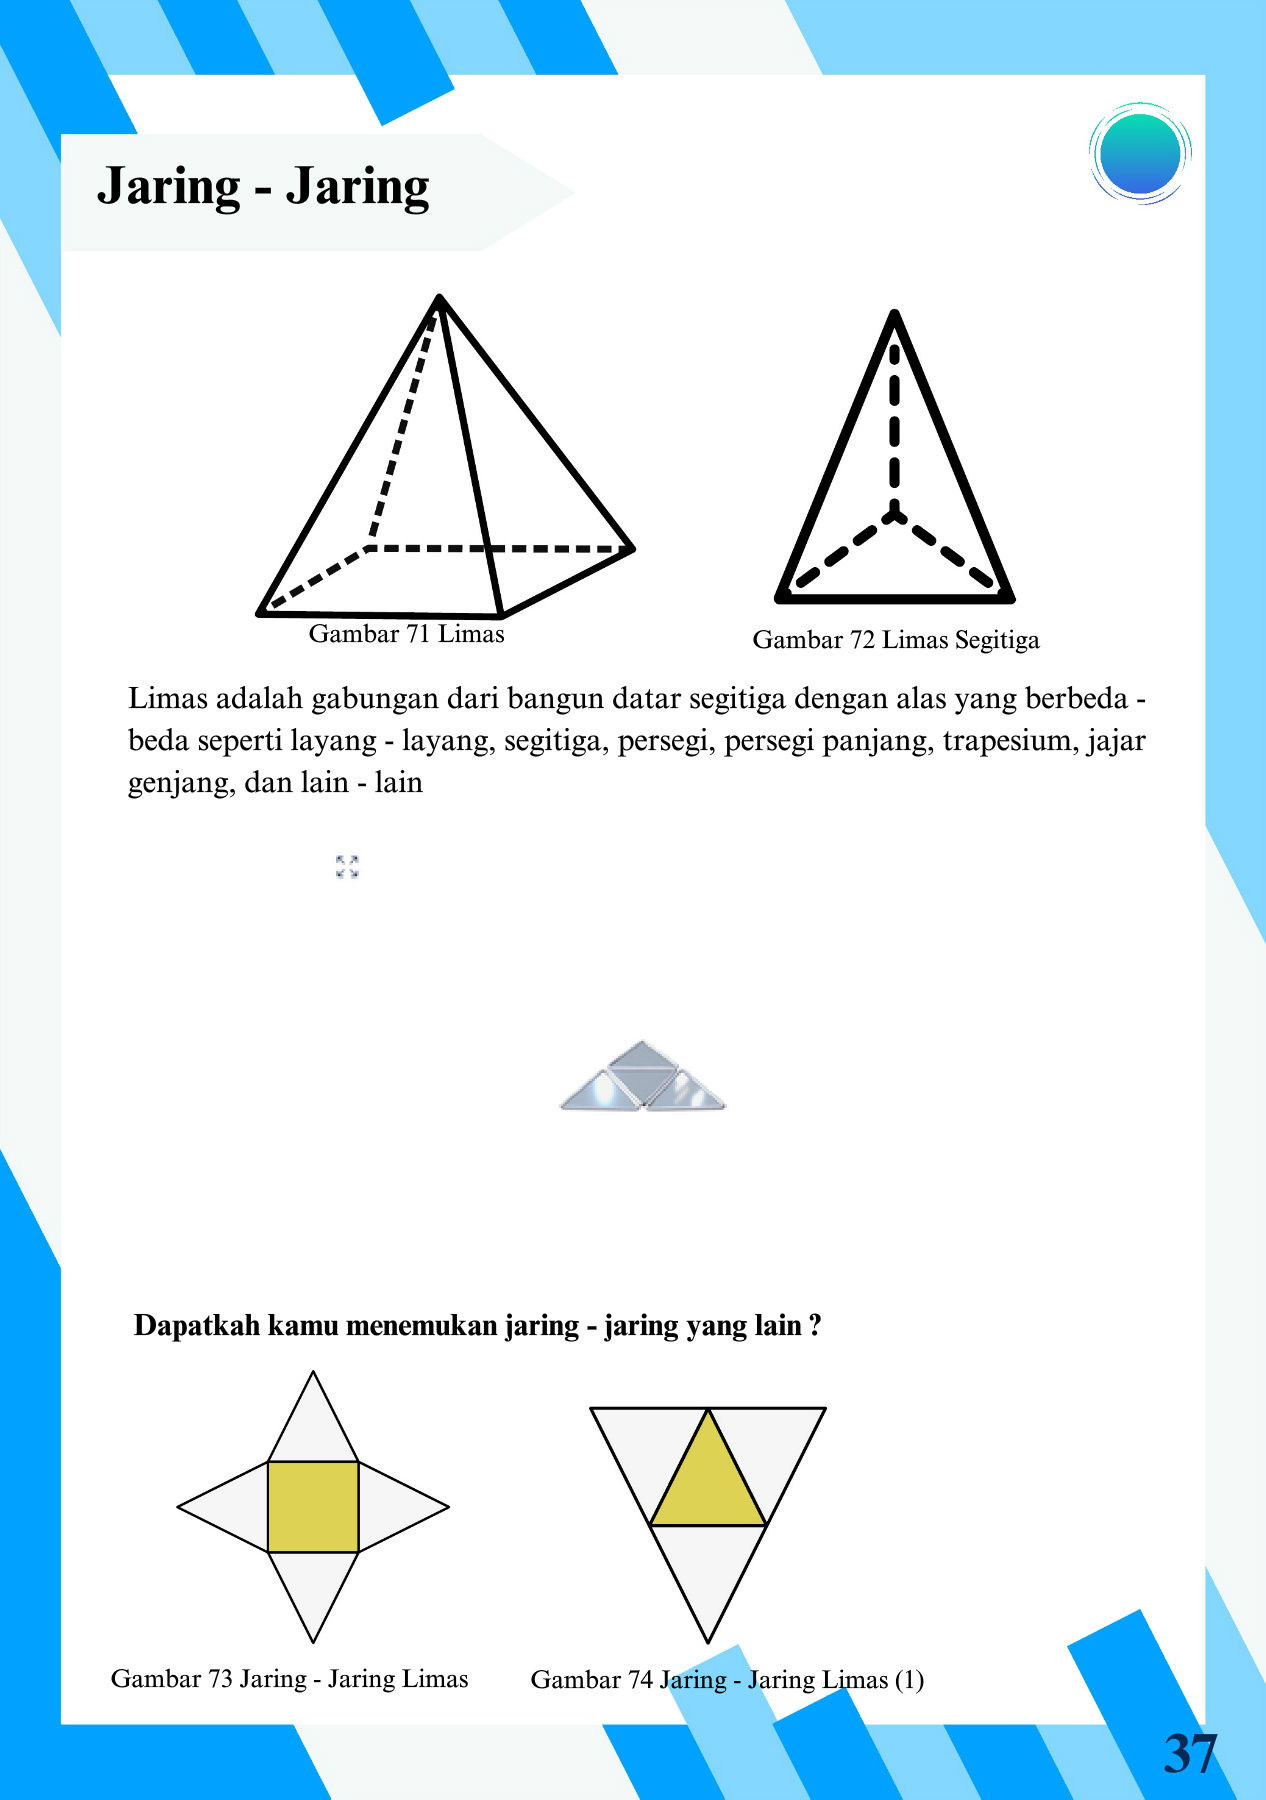 Jaring - Jaring
Gambar 71 Limas
Gambar 72 Limas Segitiga
Limas adalah gabungan dari bangun datar segitiga dengan alas yang berbeda -
beda seperti layang - layang, segitiga, persegi, persegi panjang, trapesium, jajar
genjang, dan lain - lain
Dapatkah kamu menemukan jaring - jaring yang lain ?
Gambar 73 Jaring - Jaring Limas
Gambar 74 Jaring - Jaring Limas (1)
37